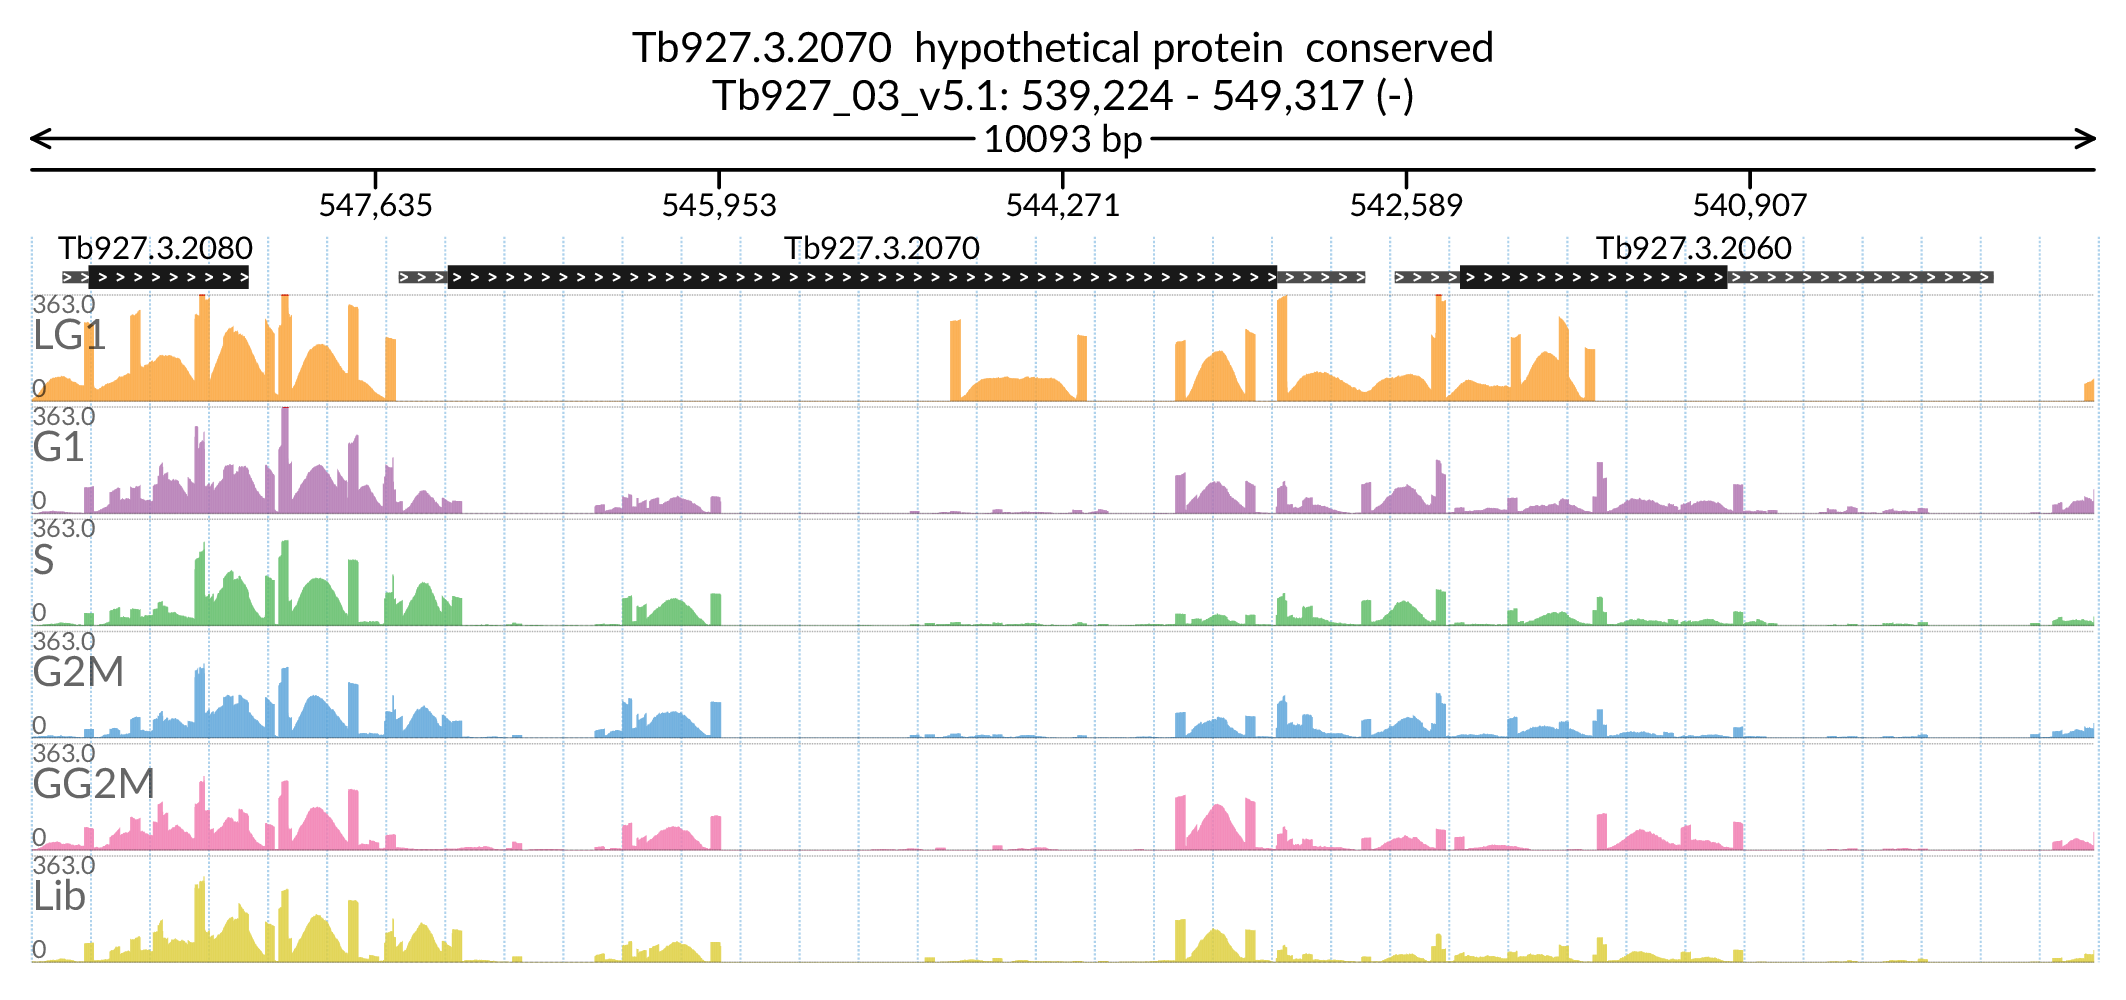 Tb927.3.2070  hypothetical protein  conserved
Tb927_03_v5.1: 539,224 - 549,317 (-)
10093 bp
547,635 545,953 544,271 542,589 540,907
Tb927.3.2080 Tb927.3.2070 Tb927.3.2060
363.0
LG1
0
363.0
G1
0
363.0
S
0
363.0
G2M
0
363.0
GG2M
0
363.0
Lib
0